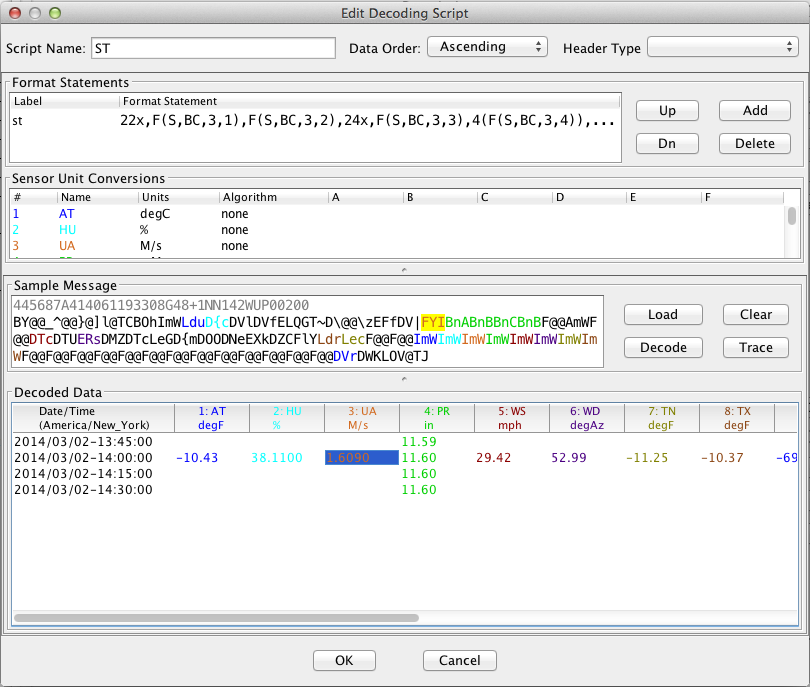 Edit Decoding Script
Script Name: ST Data Order: Ascending Header Type
Format Statements
Label Format Statement
st 22x,F(S,BC,3,1),F(S,BC,3,2),24x,F(S,BC,3,3),4(F(S,BC,3,4)),...
Up Add
Dn Delete
Sensor Unit Conversions
# Name Units Algorithm A B C D E F
1 AT degC none
2 HU % none
3 UA M/s none
Sample Message
445687A414061193308G48+1NN142WUP00200
BY@@_^@@}@]l@TCBOhImWLduD{cDVlDVfELQGT~D\@@\zEFfDV|FYIBnABnBBnCBnBF@@AmWF
@@DTcDTUERsDMZDTcLeGD{mDOODNeEXkDZCFlYLdrLecF@@F@@ImWImWImWImWImWImWImWIm
WF@@F@@F@@F@@F@@F@@F@@F@@F@@F@@F@@F@@F@@DVrDWKLOV@TJ
Load Clear
Decode Trace
Decoded Data
Date/Time 1: AT 2: HU 3: UA 4: PR 5: WS 6: WD 7: TN 8: TX
(America/New_York) degF % M/s in mph degAz degF degF
2014/03/02-13:45:00 11.59
2014/03/02-14:00:00 -10.43 38.1100 1.6090 11.60 29.42 52.99 -11.25 -10.37 -69
2014/03/02-14:15:00 11.60
2014/03/02-14:30:00 11.60
OK Cancel